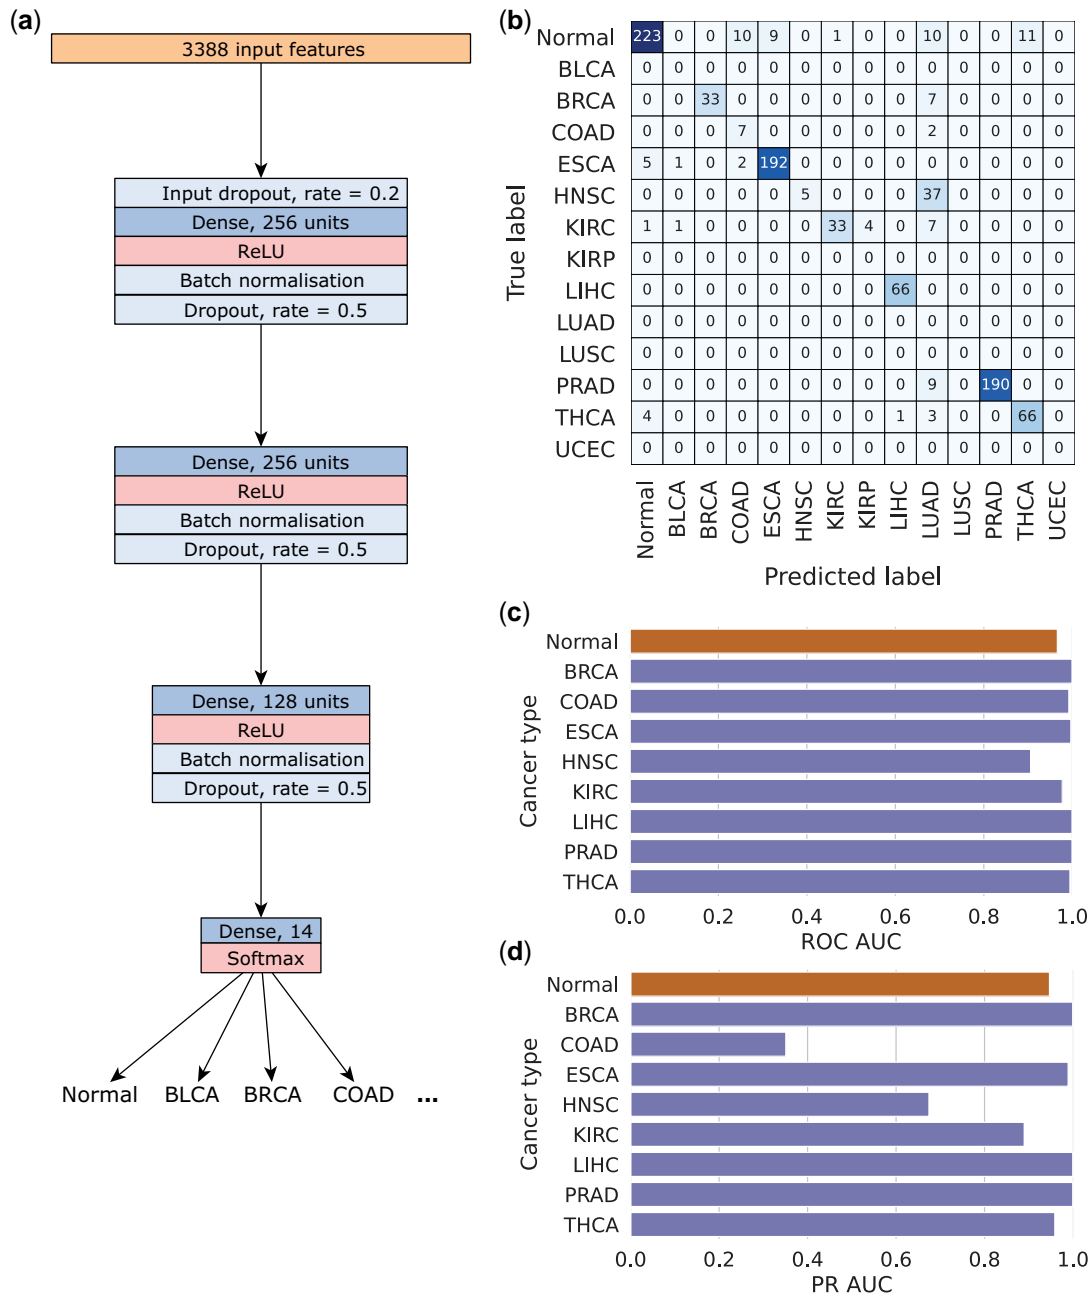 (a)
3388 input features
Input dropout, rate = 0.2
Dense, 256 units
ReLU
Batch normalisation
Dropout, rate = 0.5
Dense, 256 units
ReLU
Batch normalisation
Dropout, rate = 0.5
Dense, 128 units
ReLU
Batch normalisation
Dropout, rate = 0.5
Dense, 14
Softmax
Normal BLCA BRCA COAD ...
(b)
True label
Normal 223 0 0 10 9 0 1 0 0 10 0 0 11 0
BLCA 0 0 0 0 0 0 0 0 0 0 0 0 0 0
BRCA 0 0 33 0 0 0 0 0 0 7 0 0 0 0
COAD 0 0 0 7 0 0 0 0 0 2 0 0 0 0
ESCA 5 1 0 2 192 0 0 0 0 0 0 0 0 0
HNSC 0 0 0 0 0 5 0 0 0 37 0 0 0 0
KIRC 1 1 0 0 0 0 33 4 0 7 0 0 0 0
KIRP 0 0 0 0 0 0 0 0 0 0 0 0 0 0
LIHC 0 0 0 0 0 0 0 0 66 0 0 0 0 0
LUAD 0 0 0 0 0 0 0 0 0 0 0 0 0 0
LUSC 0 0 0 0 0 0 0 0 0 0 0 0 0 0
PRAD 0 0 0 0 0 0 0 0 0 9 0 190 0 0
THCA 4 0 0 0 0 0 0 0 1 3 0 0 66 0
UCEC 0 0 0 0 0 0 0 0 0 0 0 0 0 0
Normal BLCA BRCA COAD ESCA HNSC KIRC KIRP LIHC LUAD LUSC PRAD THCA UCEC
Predicted label
(c)
Cancer type
Normal
BRCA
COAD
ESCA
HNSC
KIRC
LIHC
PRAD
THCA
0.0 0.2 0.4 0.6 0.8 1.0
ROC AUC
(d)
Cancer type
Normal
BRCA
COAD
ESCA
HNSC
KIRC
LIHC
PRAD
THCA
0.0 0.2 0.4 0.6 0.8 1.0
PR AUC